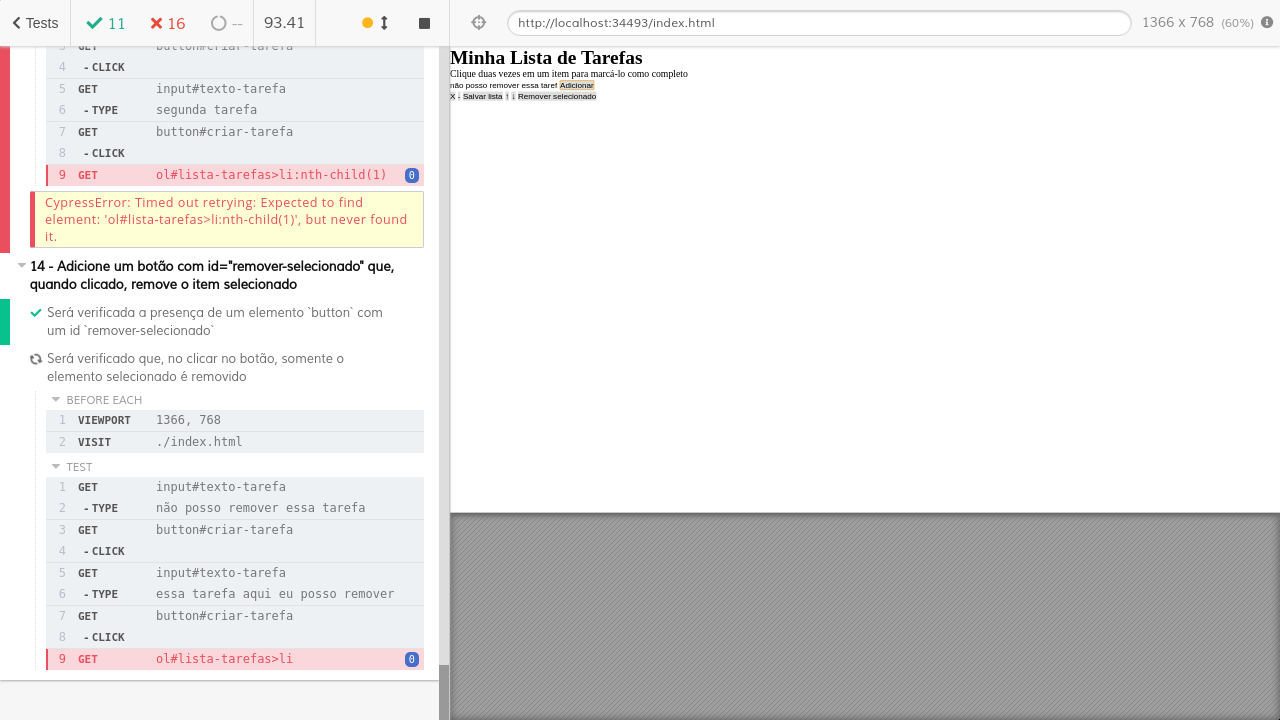 Tests
11
16
--
93.41
http://localhost:34493/index.html
1366 x 768 (60%)
3 GET button#criar-tarefa
4 - CLICK
5 GET input#texto-tarefa
6 - TYPE segunda tarefa
7 GET button#criar-tarefa
8 - CLICK
9 GET ol#lista-tarefas>li:nth-child(1) 0
CypressError: Timed out retrying: Expected to find
element: 'ol#lista-tarefas>li:nth-child(1)', but never found
it.
14 - Adicione um botão com id="remover-selecionado" que,
quando clicado, remove o item selecionado
Será verificada a presença de um elemento `button` com
um id `remover-selecionado`
Será verificado que, no clicar no botão, somente o
elemento selecionado é removido
BEFORE EACH
1 VIEWPORT 1366, 768
2 VISIT ./index.html
TEST
1 GET input#texto-tarefa
2 - TYPE não posso remover essa tarefa
3 GET button#criar-tarefa
4 - CLICK
5 GET input#texto-tarefa
6 - TYPE essa tarefa aqui eu posso remover
7 GET button#criar-tarefa
8 - CLICK
9 GET ol#lista-tarefas>li 0
Minha Lista de Tarefas
Clique duas vezes em um item para marcá-lo como completo
não posso remover essa taref Adicionar
X - Salvar lista ↑ ↓ Remover selecionado